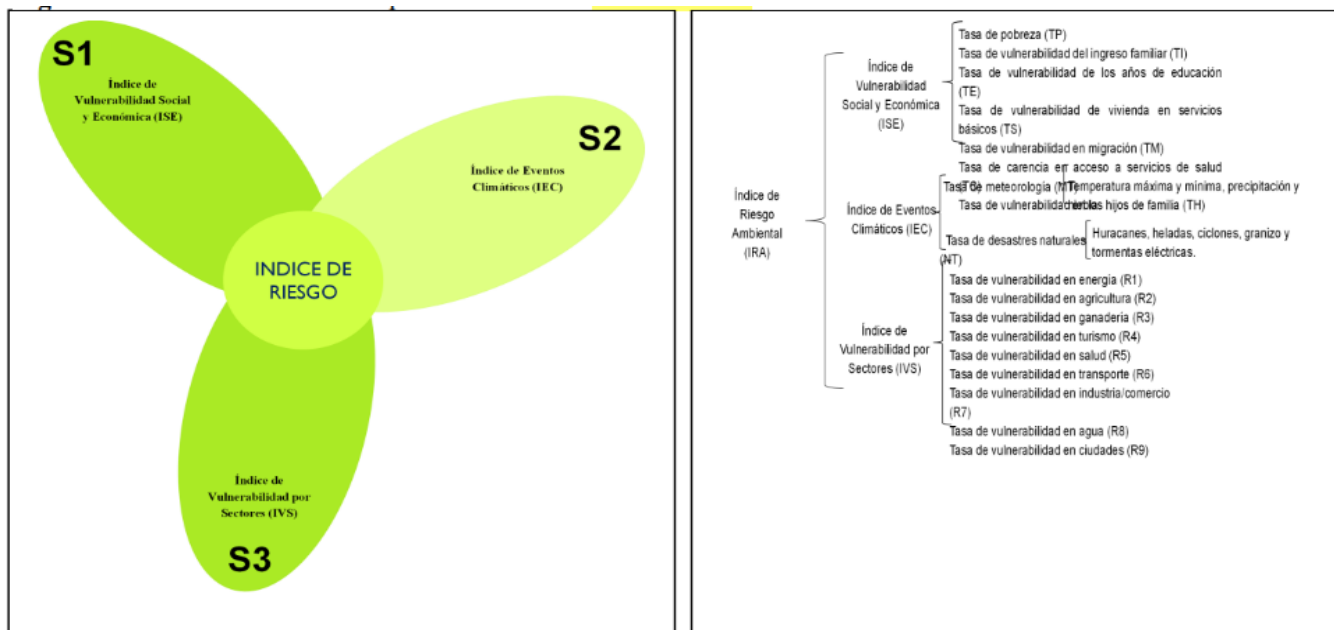 S1
Índice de
Vulnerabilidad Social
y Económica (ISE)
S2
Índice de Eventos
Climáticos (IEC)
INDICE DE
RIESGO
Índice de
Vulnerabilidad por
Sectores (IVS)
S3
Índice de
Riesgo
Ambiental
(IRA)
Índice de
Vulnerabilidad
Social y Económica
(ISE)
Tasa de pobreza (TP)
Tasa de vulnerabilidad del ingreso familiar (TI)
Tasa de vulnerabilidad de los años de educación
(TE)
Tasa de vulnerabilidad de vivienda en servicios
básicos (TS)
Tasa de vulnerabilidad en migración (TM)
Tasa de carencia en acceso a servicios de salud
Tasa de vulnerabilidad hijos de familia (TH)
Índice de Eventos
Climáticos (IEC)
Tasa de meteorología (MT)
Temperatura máxima y mínima, precipitación y
Tasa de desastres naturales
(NT)
Huracanes, heladas, ciclones, granizo y
tormentas eléctricas.
Índice de
Vulnerabilidad por
Sectores (IVS)
Tasa de vulnerabilidad en energía (R1)
Tasa de vulnerabilidad en agricultura (R2)
Tasa de vulnerabilidad en ganadería (R3)
Tasa de vulnerabilidad en turismo (R4)
Tasa de vulnerabilidad en salud (R5)
Tasa de vulnerabilidad en transporte (R6)
Tasa de vulnerabilidad en industria/comercio
(R7)
Tasa de vulnerabilidad en agua (R8)
Tasa de vulnerabilidad en ciudades (R9)